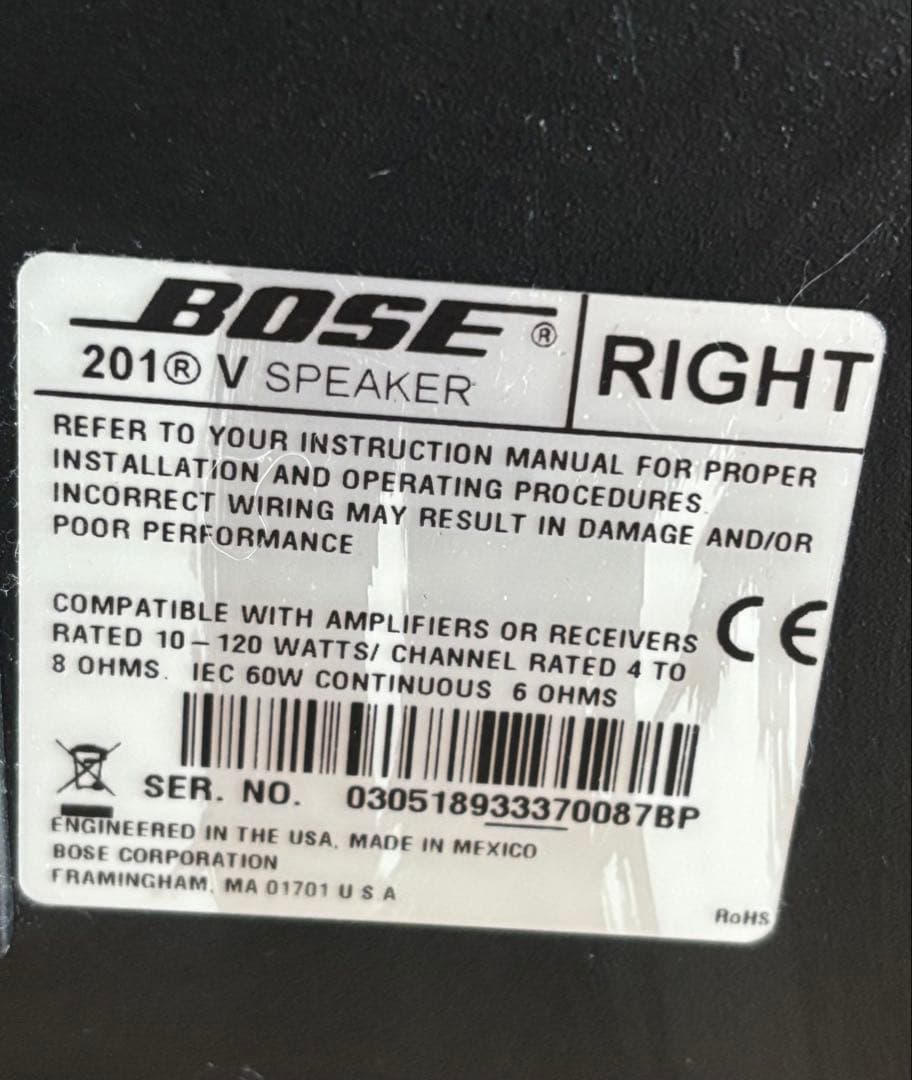 BOSE®
201® V SPEAKER
RIGHT
REFER TO YOUR INSTRUCTION MANUAL FOR PROPER
INSTALLATION AND OPERATING PROCEDURES.
INCORRECT WIRING MAY RESULT IN DAMAGE AND/OR
POOR PERFORMANCE
COMPATIBLE WITH AMPLIFIERS OR RECEIVERS
RATED 10–120 WATTS/ CHANNEL RATED 4 TO
8 OHMS. IEC 60W CONTINUOUS 6 OHMS
CE
SER. NO. 030518933370087BP
ENGINEERED IN THE USA, MADE IN MEXICO
BOSE CORPORATION
FRAMINGHAM, MA 01701 U S A
RoHS